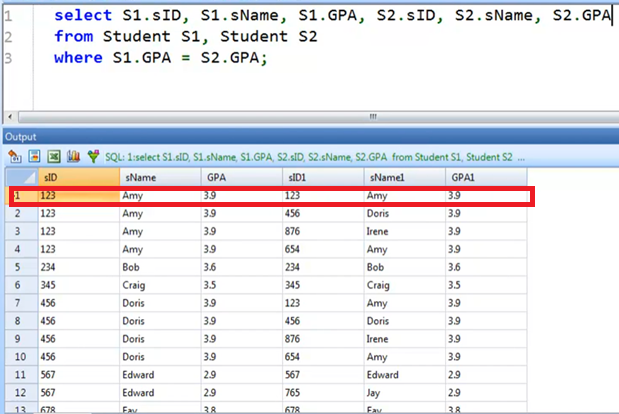 1 select S1.sID, S1.sName, S1.GPA, S2.sID, S2.sName, S2.GPA
2 from Student S1, Student S2
3 where S1.GPA = S2.GPA;
Output
SQL: 1:select S1.sID, S1.sName, S1.GPA, S2.sID, S2.sName, S2.GPA from Student S1, Student S2 ...
sID sName GPA sID1 sName1 GPA1
1 123 Amy 3.9 123 Amy 3.9
2 123 Amy 3.9 456 Doris 3.9
3 123 Amy 3.9 876 Irene 3.9
4 123 Amy 3.9 654 Amy 3.9
5 234 Bob 3.6 234 Bob 3.6
6 345 Craig 3.5 345 Craig 3.5
7 456 Doris 3.9 123 Amy 3.9
8 456 Doris 3.9 456 Doris 3.9
9 456 Doris 3.9 876 Irene 3.9
10 456 Doris 3.9 654 Amy 3.9
11 567 Edward 2.9 567 Edward 2.9
12 567 Edward 2.9 765 Jay 2.9
13 678 Fay 3.8 678 Fay 3.8